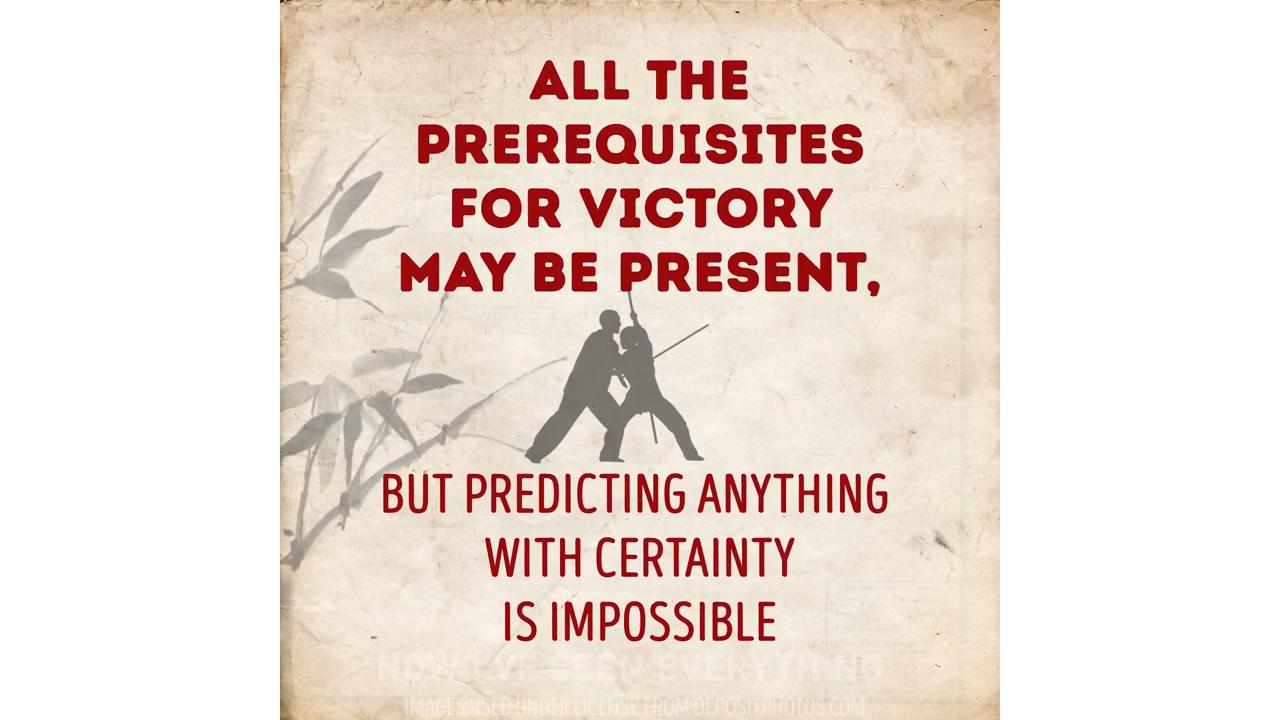 ALL THE
PREREQUISITES
FOR VICTORY
MAY BE PRESENT,
BUT PREDICTING ANYTHING
WITH CERTAINTY
IS IMPOSSIBLE
NOW I'VE SEEN EVERYTHING
IMAGES USED UNDER LICENSE FROM DEPOSITPHOTOS.COM